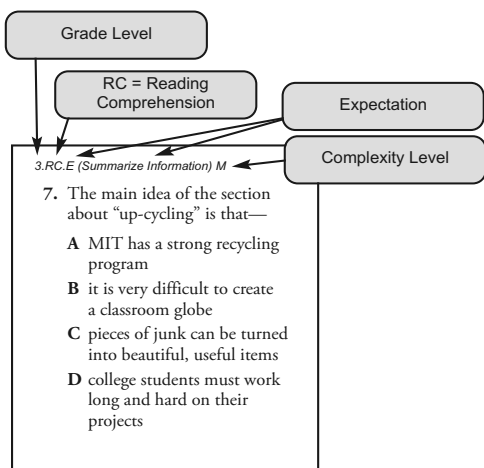 Grade Level
RC = Reading
Comprehension
Expectation
Complexity Level
3.RC.E (Summarize Information) M
7. The main idea of the section
about “up-cycling” is that—
A MIT has a strong recycling
program
B it is very difficult to create
a classroom globe
C pieces of junk can be turned
into beautiful, useful items
D college students must work
long and hard on their
projects